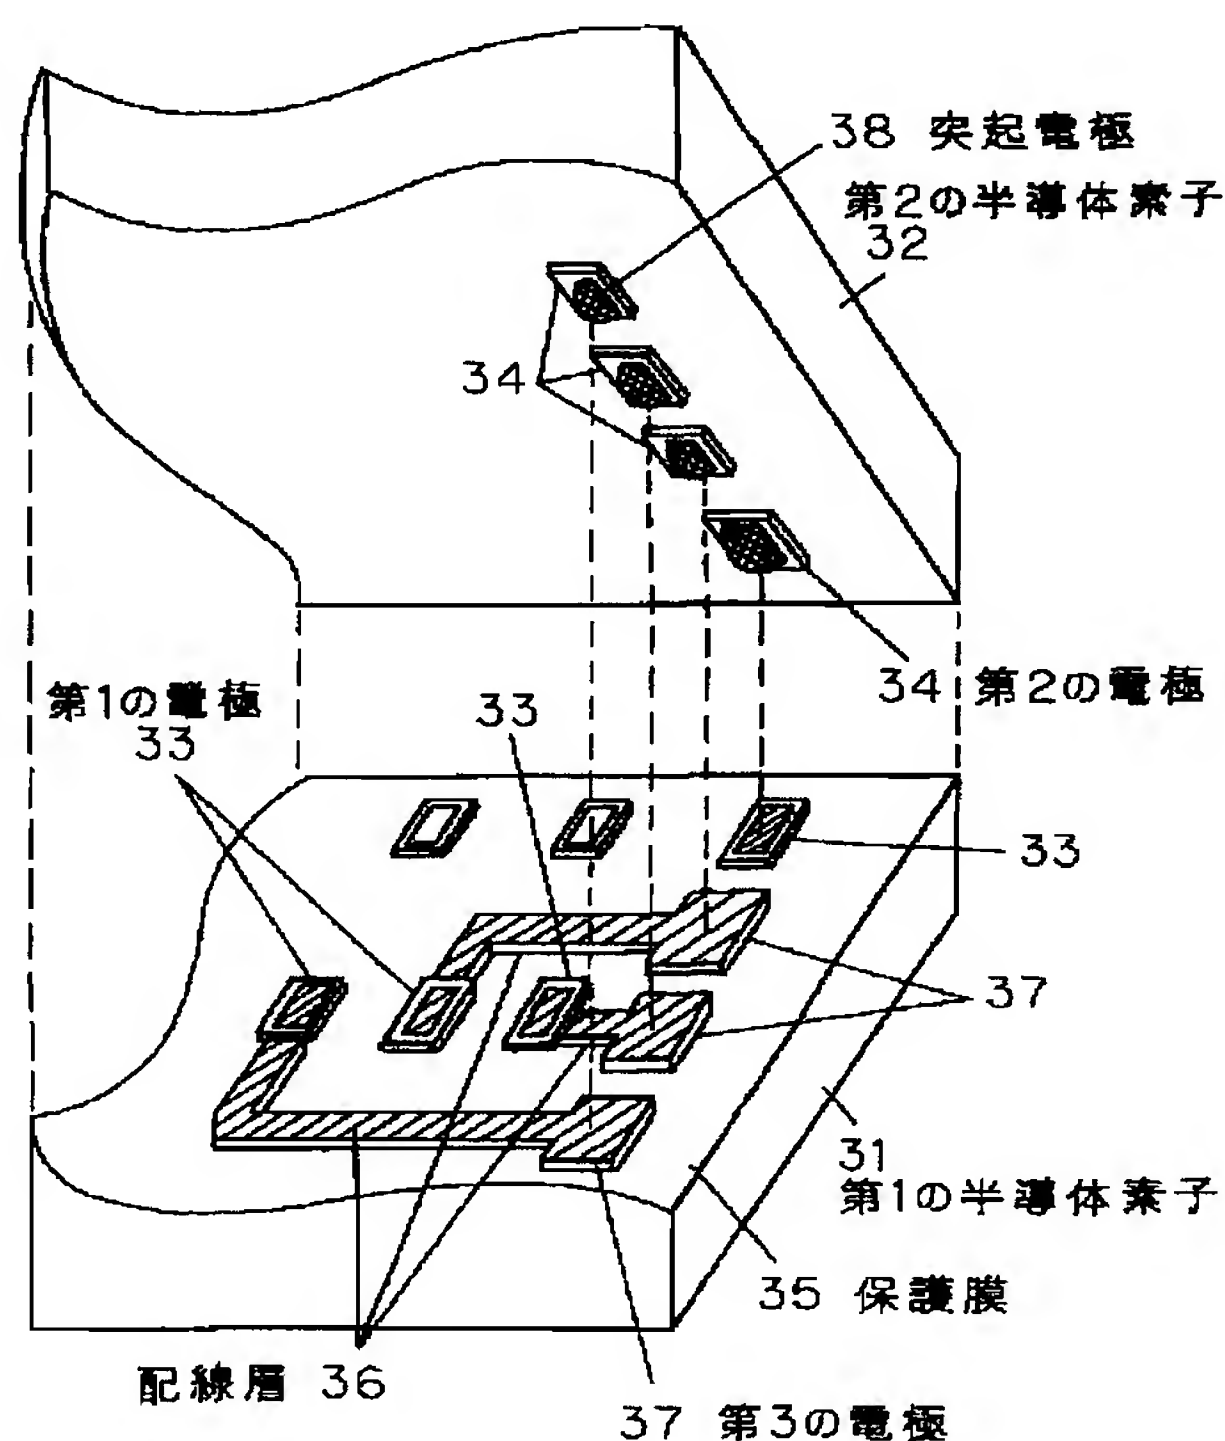 38 突起電極
第2の半導体素子
32
34
34 第2の電極
第1の電極
33
33
33
37
31
第1の半導体素子
35 保護膜
配線層 36
37 第3の電極